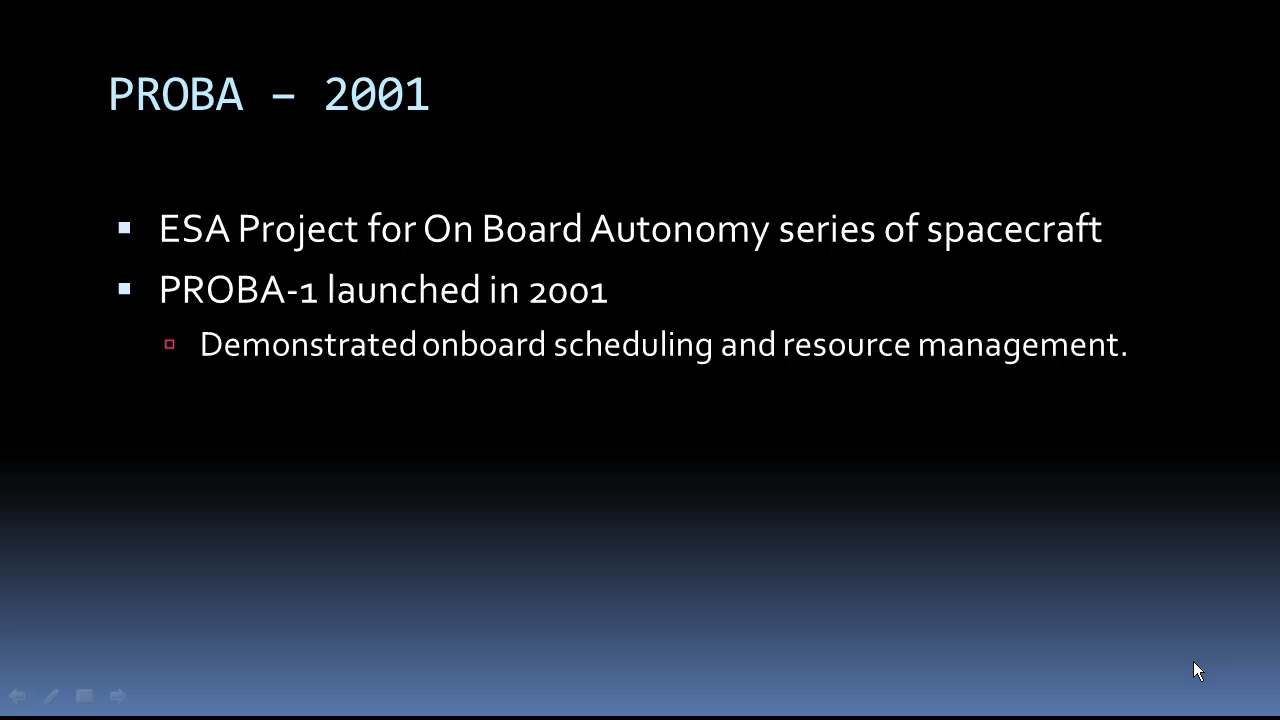 PROBA – 2001
ESA Project for On Board Autonomy series of spacecraft
PROBA-1 launched in 2001
Demonstrated onboard scheduling and resource management.